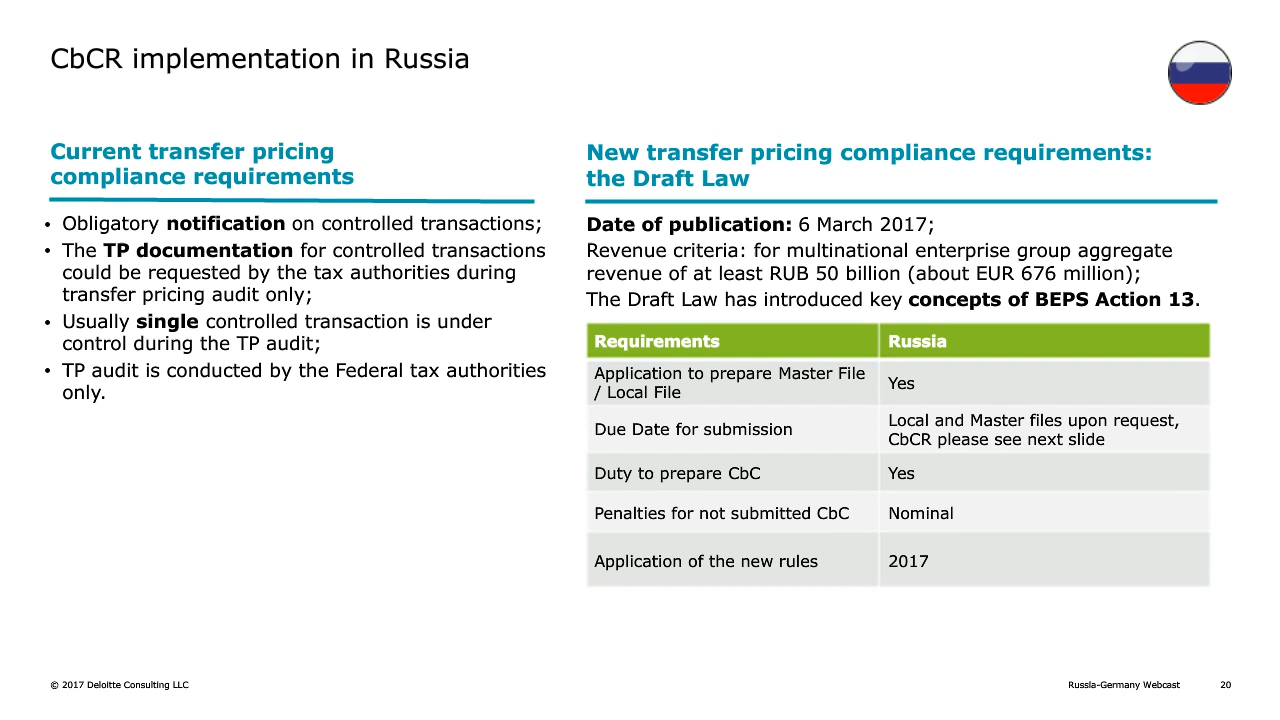 CbCR implementation in Russia
Current transfer pricing
compliance requirements
• Obligatory notification on controlled transactions;
• The TP documentation for controlled transactions
could be requested by the tax authorities during
transfer pricing audit only;
• Usually single controlled transaction is under
control during the TP audit;
• TP audit is conducted by the Federal tax authorities
only.
New transfer pricing compliance requirements:
the Draft Law
Date of publication: 6 March 2017;
Revenue criteria: for multinational enterprise group aggregate
revenue of at least RUB 50 billion (about EUR 676 million);
The Draft Law has introduced key concepts of BEPS Action 13.
Requirements Russia
Application to prepare Master File
/ Local File
Yes
Due Date for submission
Local and Master files upon request,
CbCR please see next slide
Duty to prepare CbC Yes
Penalties for not submitted CbC Nominal
Application of the new rules 2017
© 2017 Deloitte Consulting LLC
Russia-Germany Webcast 20